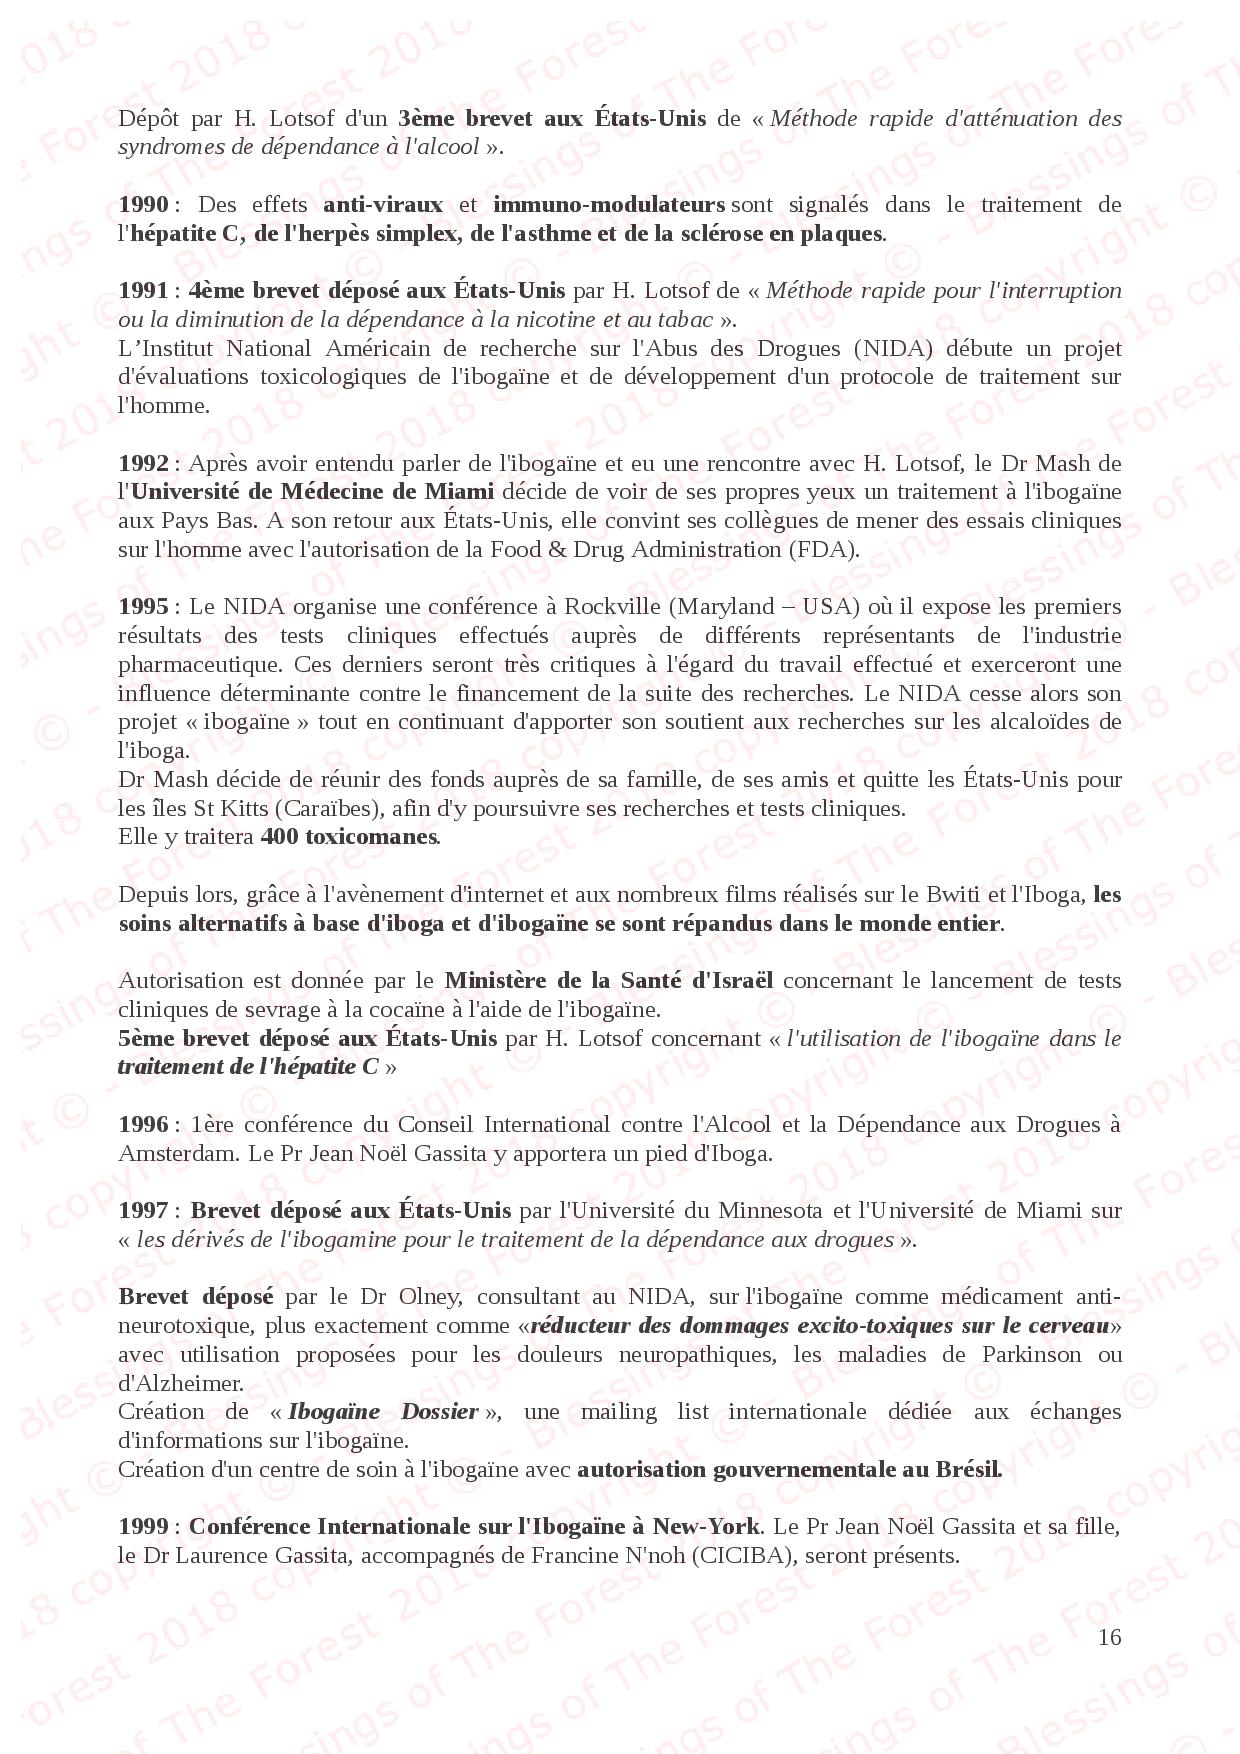 Dépôt par H. Lotsof d'un 3ème brevet aux États-Unis de « Méthode rapide d'atténuation des
syndromes de dépendance à l'alcool ».
1990 : Des effets anti-viraux et immuno-modulateurs sont signalés dans le traitement de
l'hépatite C, de l'herpès simplex, de l'asthme et de la sclérose en plaques.
1991 : 4ème brevet déposé aux États-Unis par H. Lotsof de « Méthode rapide pour l'interruption
ou la diminution de la dépendance à la nicotine et au tabac ».
L’Institut National Américain de recherche sur l'Abus des Drogues (NIDA) débute un projet
d'évaluations toxicologiques de l'ibogaïne et de développement d'un protocole de traitement sur
l'homme.
1992 : Après avoir entendu parler de l'ibogaïne et eu une rencontre avec H. Lotsof, le Dr Mash de
l'Université de Médecine de Miami décide de voir de ses propres yeux un traitement à l'ibogaïne
aux Pays Bas. A son retour aux États-Unis, elle convint ses collègues de mener des essais cliniques
sur l'homme avec l'autorisation de la Food & Drug Administration (FDA).
1995 : Le NIDA organise une conférence à Rockville (Maryland – USA) où il expose les premiers
résultats des tests cliniques effectués auprès de différents représentants de l'industrie
pharmaceutique. Ces derniers seront très critiques à l'égard du travail effectué et exerceront une
influence déterminante contre le financement de la suite des recherches. Le NIDA cesse alors son
projet « ibogaïne » tout en continuant d'apporter son soutient aux recherches sur les alcaloïdes de
l'iboga.
Dr Mash décide de réunir des fonds auprès de sa famille, de ses amis et quitte les États-Unis pour
les îles St Kitts (Caraïbes), afin d'y poursuivre ses recherches et tests cliniques.
Elle y traitera 400 toxicomanes.
Depuis lors, grâce à l'avènement d'internet et aux nombreux films réalisés sur le Bwiti et l'Iboga, les
soins alternatifs à base d'iboga et d'ibogaïne se sont répandus dans le monde entier.
Autorisation est donnée par le Ministère de la Santé d'Israël concernant le lancement de tests
cliniques de sevrage à la cocaïne à l'aide de l'ibogaïne.
5ème brevet déposé aux États-Unis par H. Lotsof concernant « l'utilisation de l'ibogaïne dans le
traitement de l'hépatite C »
1996 : 1ère conférence du Conseil International contre l'Alcool et la Dépendance aux Drogues à
Amsterdam. Le Pr Jean Noël Gassita y apportera un pied d'Iboga.
1997 : Brevet déposé aux États-Unis par l'Université du Minnesota et l'Université de Miami sur
« les dérivés de l'ibogamine pour le traitement de la dépendance aux drogues ».
Brevet déposé par le Dr Olney, consultant au NIDA, sur l'ibogaïne comme médicament anti-
neurotoxique, plus exactement comme «réducteur des dommages excito-toxiques sur le cerveau»
avec utilisation proposées pour les douleurs neuropathiques, les maladies de Parkinson ou
d'Alzheimer.
Création de « Ibogaïne Dossier », une mailing list internationale dédiée aux échanges
d'informations sur l'ibogaïne.
Création d'un centre de soin à l'ibogaïne avec autorisation gouvernementale au Brésil.
1999 : Conférence Internationale sur l'Ibogaïne à New-York. Le Pr Jean Noël Gassita et sa fille,
le Dr Laurence Gassita, accompagnés de Francine N'noh (CICIBA), seront présents.
16